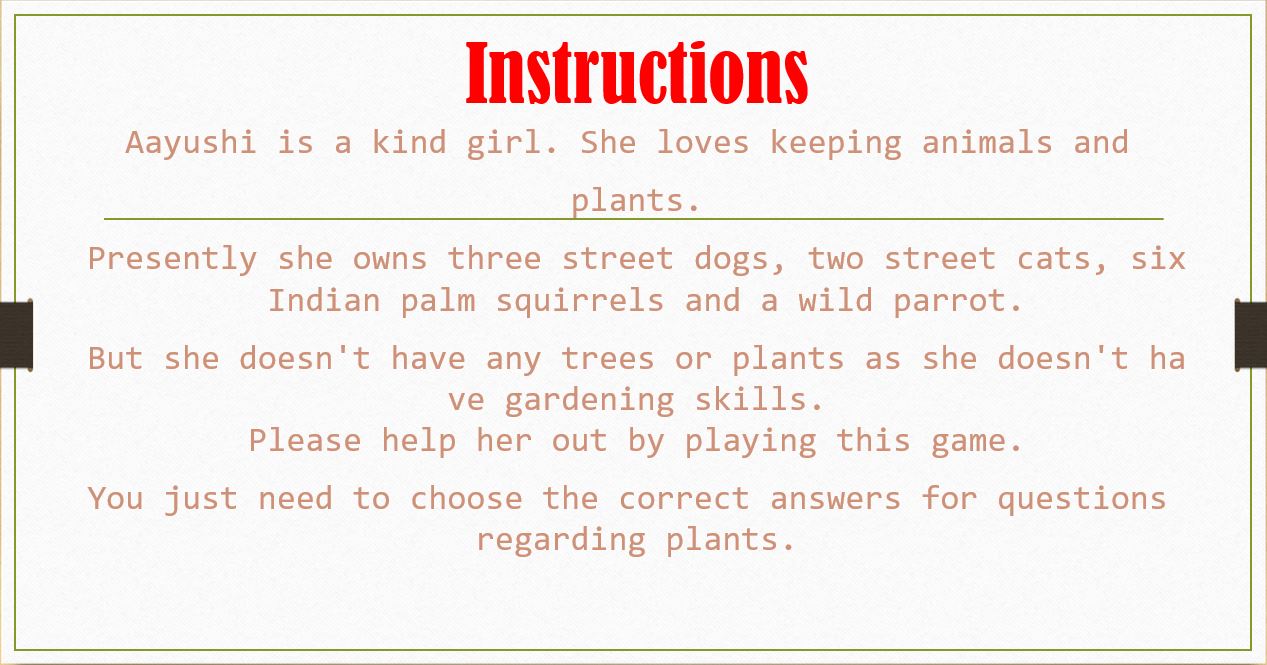 Instructions
Aayushi is a kind girl. She loves keeping animals and
plants.
Presently she owns three street dogs, two street cats, six
Indian palm squirrels and a wild parrot.
But she doesn't have any trees or plants as she doesn't ha
ve gardening skills.
Please help her out by playing this game.
You just need to choose the correct answers for questions
regarding plants.